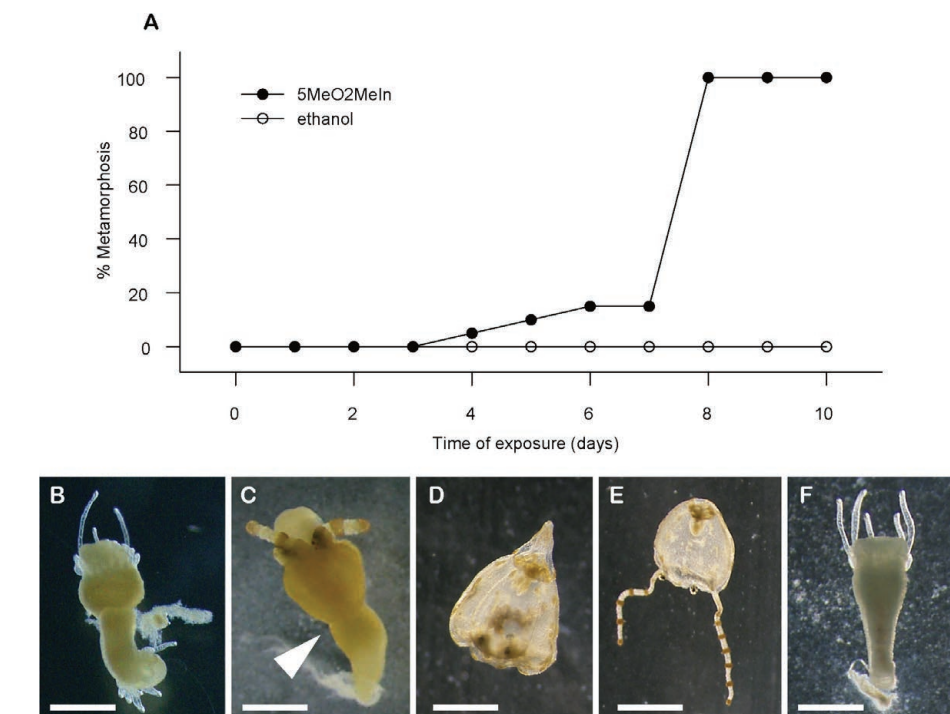 A
% Metamorphosis
100
80
60
40
20
0
5MeO2MeIn
ethanol
0 2 4 6 8 10
Time of exposure (days)
B C D E F